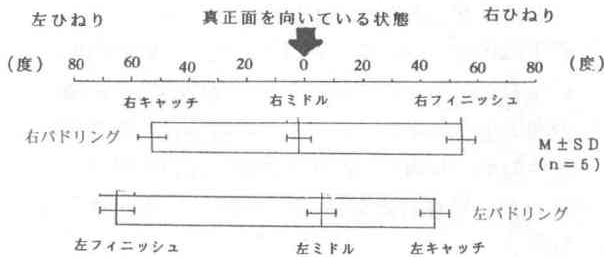 左ひねり 真正面を向いている状態 右ひねり
(度) 80 60 40 20 0 20 40 60 80 (度)
右キャッチ 右ミドル 右フィニッシュ
右パドリング
M±SD
(n=5)
左パドリング
左フィニッシュ 左ミドル 左キャッチ